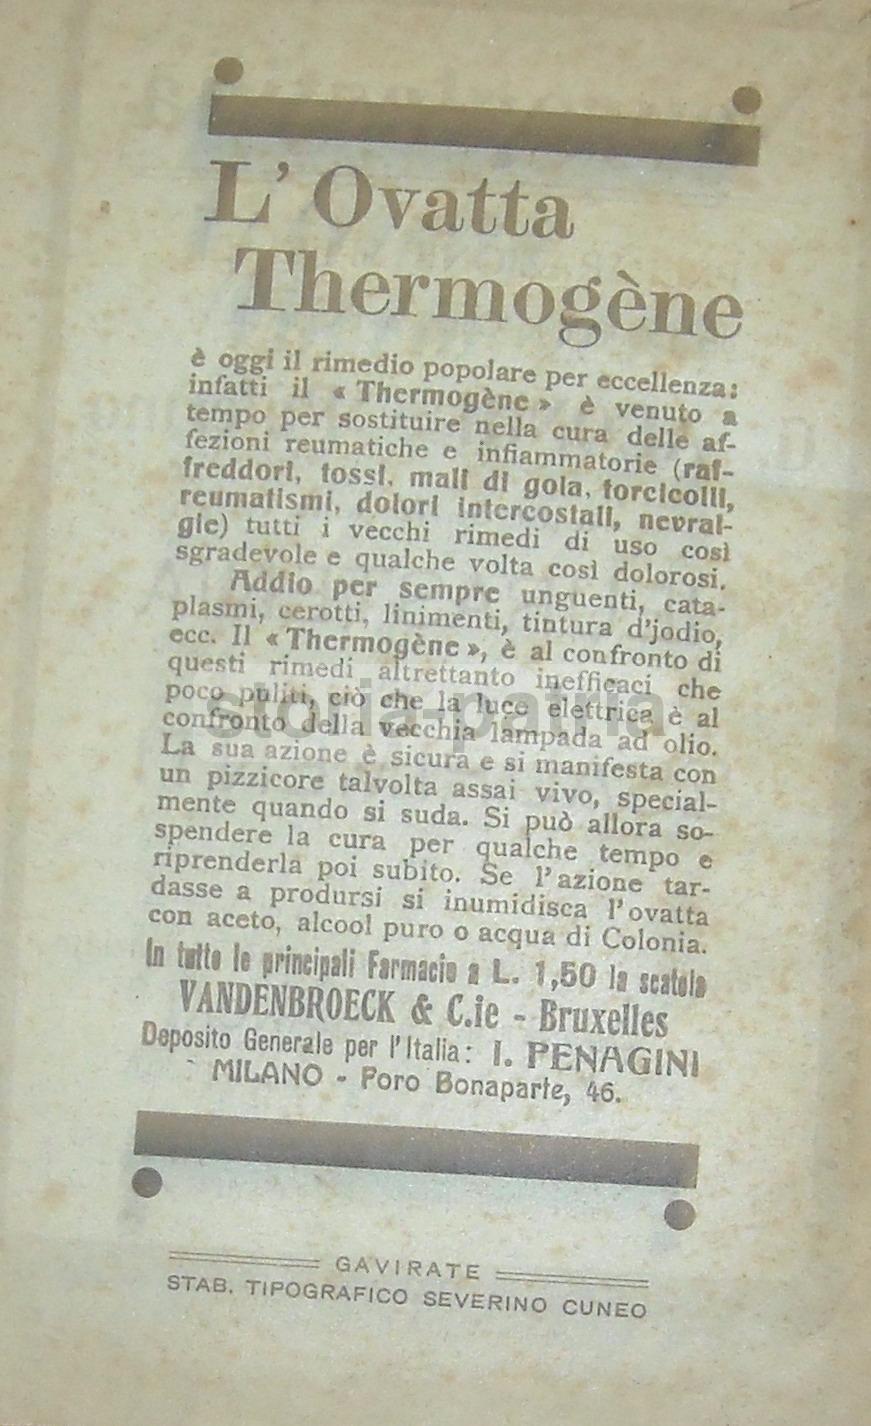 L'Ovatta
Thermogène
è oggi il rimedio popolare per eccellenza:
infatti il « Thermogène » è venuto a
tempo per sostituire nella cura delle af-
fezioni reumatiche e infiammatorie (raf-
freddori, tossi, mali di gola, torcicolli,
reumatismi, dolori intercostali, nevral-
gie) tutti i vecchi rimedi di uso così
sgradevole e qualche volta così dolorosi.
Addio per sempre unguenti, cata-
plasmi, cerotti, linimenti, tintura d'jodio,
ecc. Il « Thermogène », è al confronto di
questi rimedi altrettanto inefficaci che
poco puliti, ciò che la luce elettrica è al
confronto della vecchia lampada ad olio.
La sua azione è sicura e si manifesta con
un pizzicore talvolta assai vivo, special-
mente quando si suda. Si può allora so-
spendere la cura per qualche tempo e
riprenderla poi subito. Se l'azione tar-
dasse a prodursi si inumidisca l'ovatta
con aceto, alcool puro o acqua di Colonia.
In tutte le principali Farmacie a L. 1,50 la scatola
VANDENBROECK & C.ie - Bruxelles
Deposito Generale per l'Italia: I. PENAGINI
MILANO - Foro Bonaparte, 46.
GAVIRATE
STAB. TIPOGRAFICO SEVERINO CUNEO
storia-patria